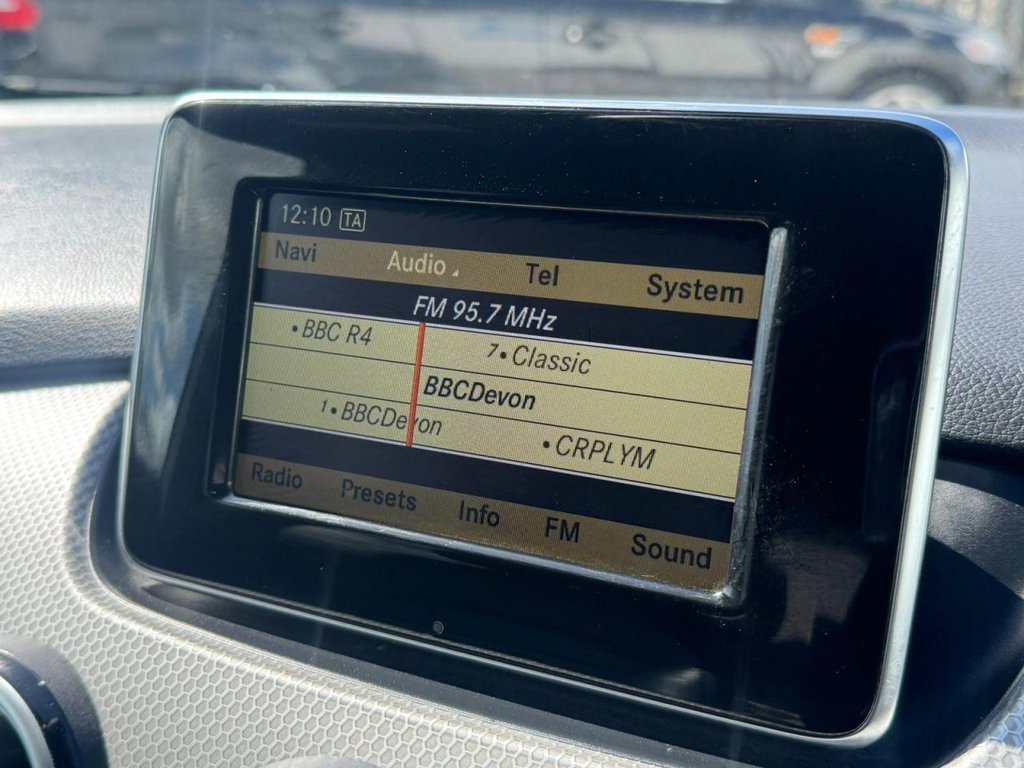 12:10 TA
Navi Audio Tel System
FM 95.7 MHz
•BBC R4 7•Classic
BBCDevon
1•BBCDevon •CRPLYM
Radio Presets Info FM Sound